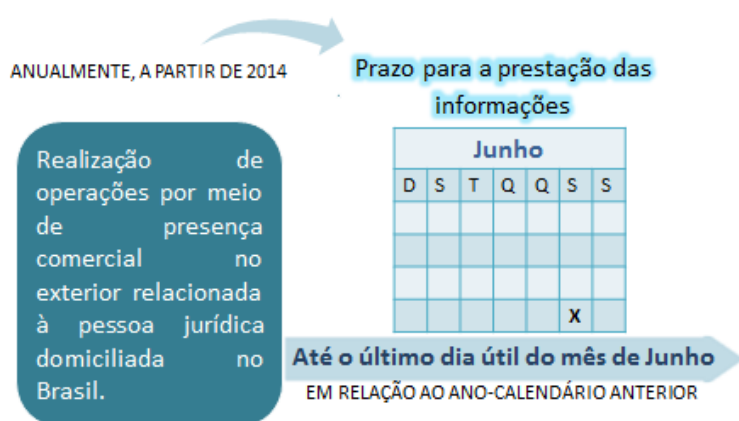 ANUALMENTE, A PARTIR DE 2014
Prazo para a prestação das
informações
Realização de
operações por meio
de presença
comercial no
exterior relacionada
à pessoa jurídica
domiciliada no
Brasil.
Junho
D S T Q Q S S
X
Até o último dia útil do mês de Junho
EM RELAÇÃO AO ANO-CALENDÁRIO ANTERIOR